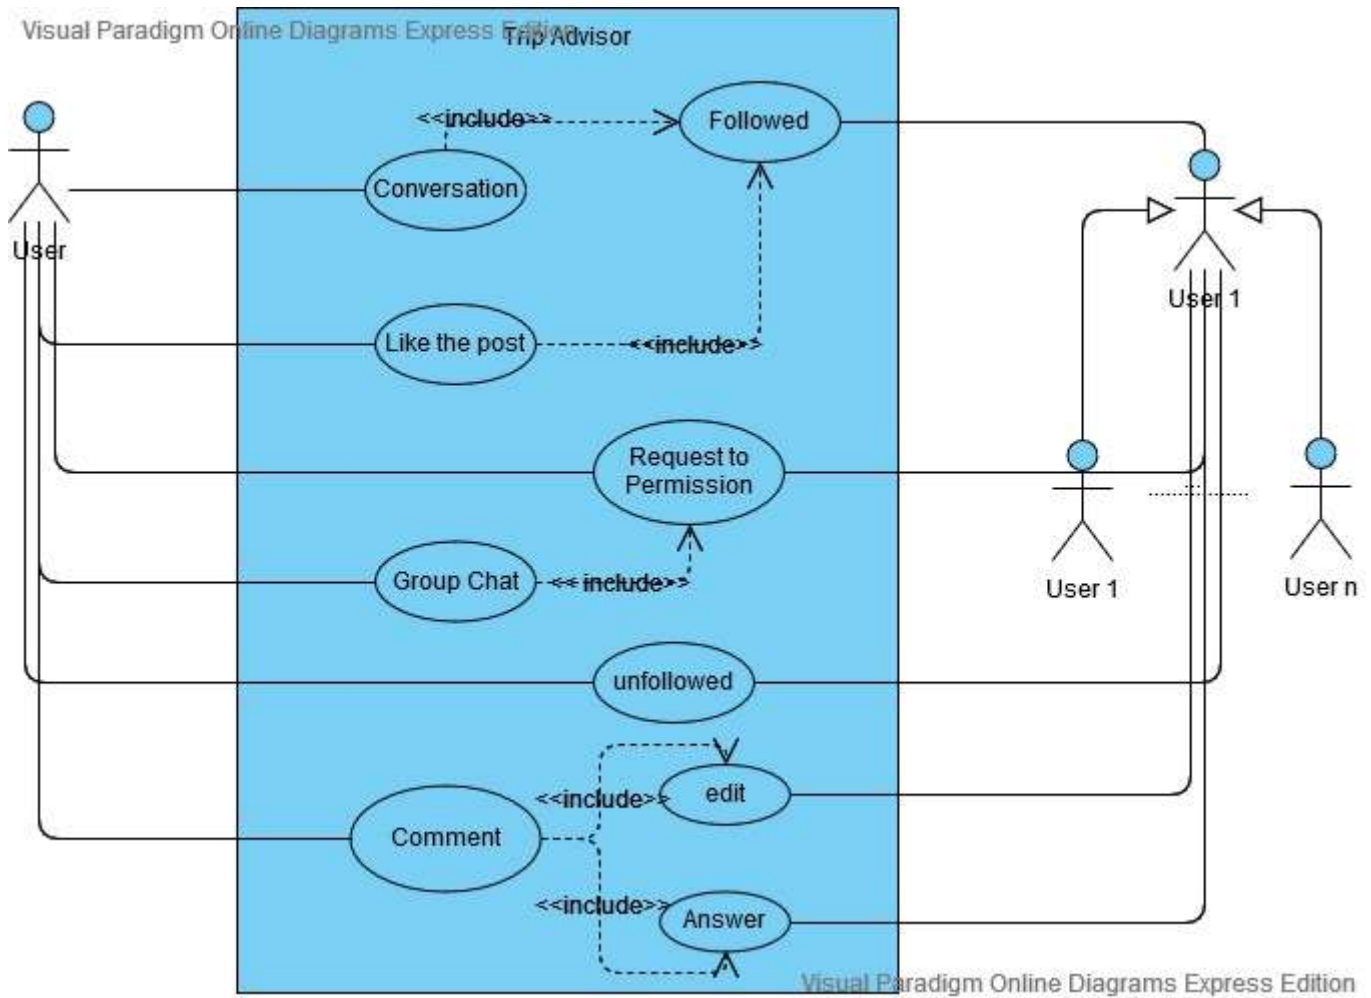 Visual Paradigm Online Diagrams Express Edition
Trip Advisor
<<include>>
Followed
Conversation
User
User 1
Like the post
<<include>>
Request to
Permission
Group Chat
<< include>>
User 1
User n
unfollowed
<<include>>
edit
Comment
<<include>>
Answer
Visual Paradigm Online Diagrams Express Edition